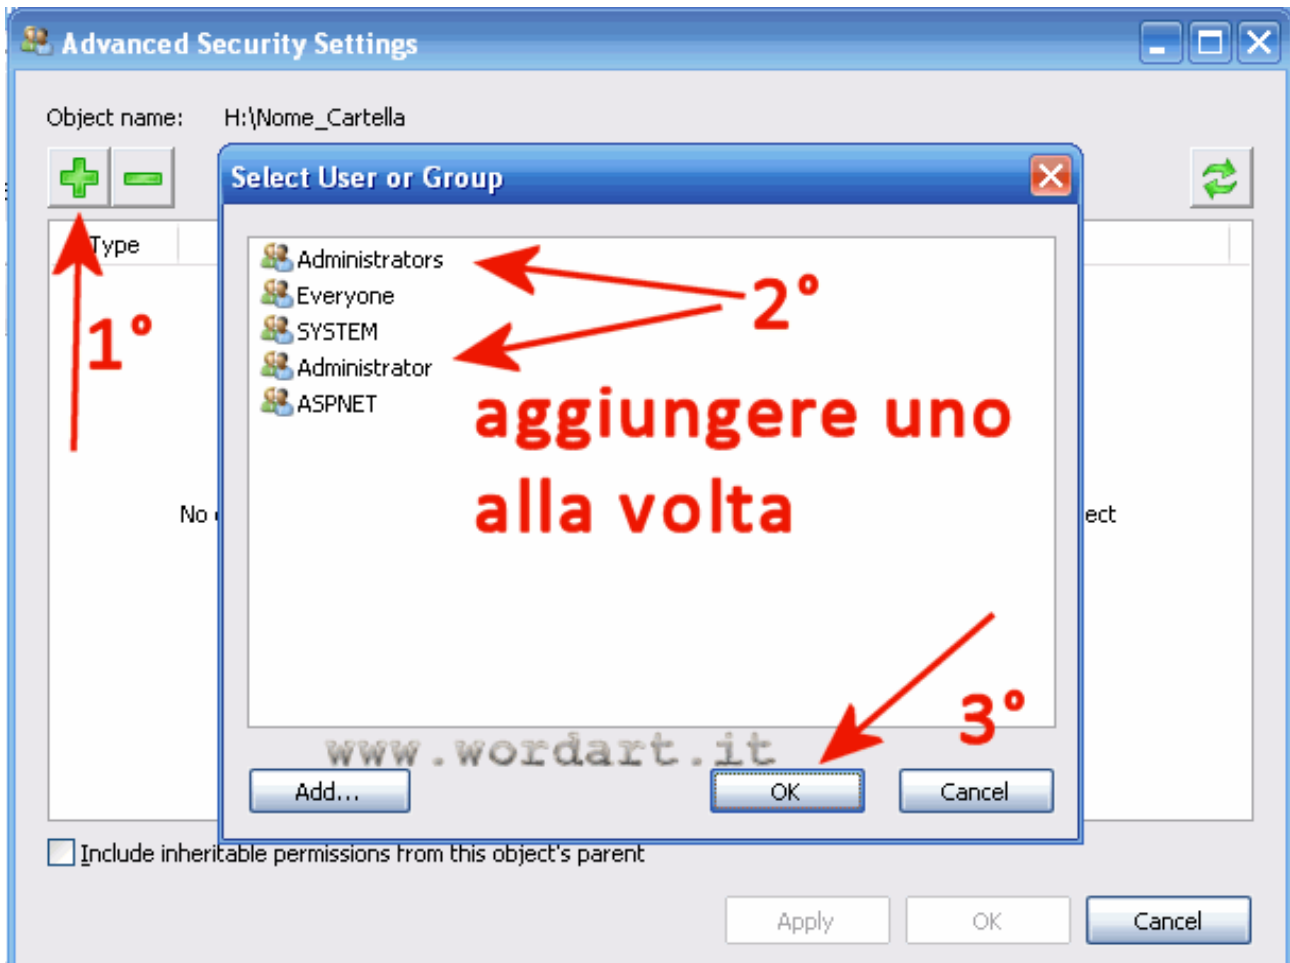 Advanced Security Settings
Object name: H:\Nome_Cartella
Select User or Group
Type
Administrators
Everyone
SYSTEM
Administrator
ASPNET
1°
2°
aggiungere uno
alla volta
No
ect
3°
www.wordart.it
Add...
OK
Cancel
Include inheritable permissions from this object's parent
Apply
OK
Cancel